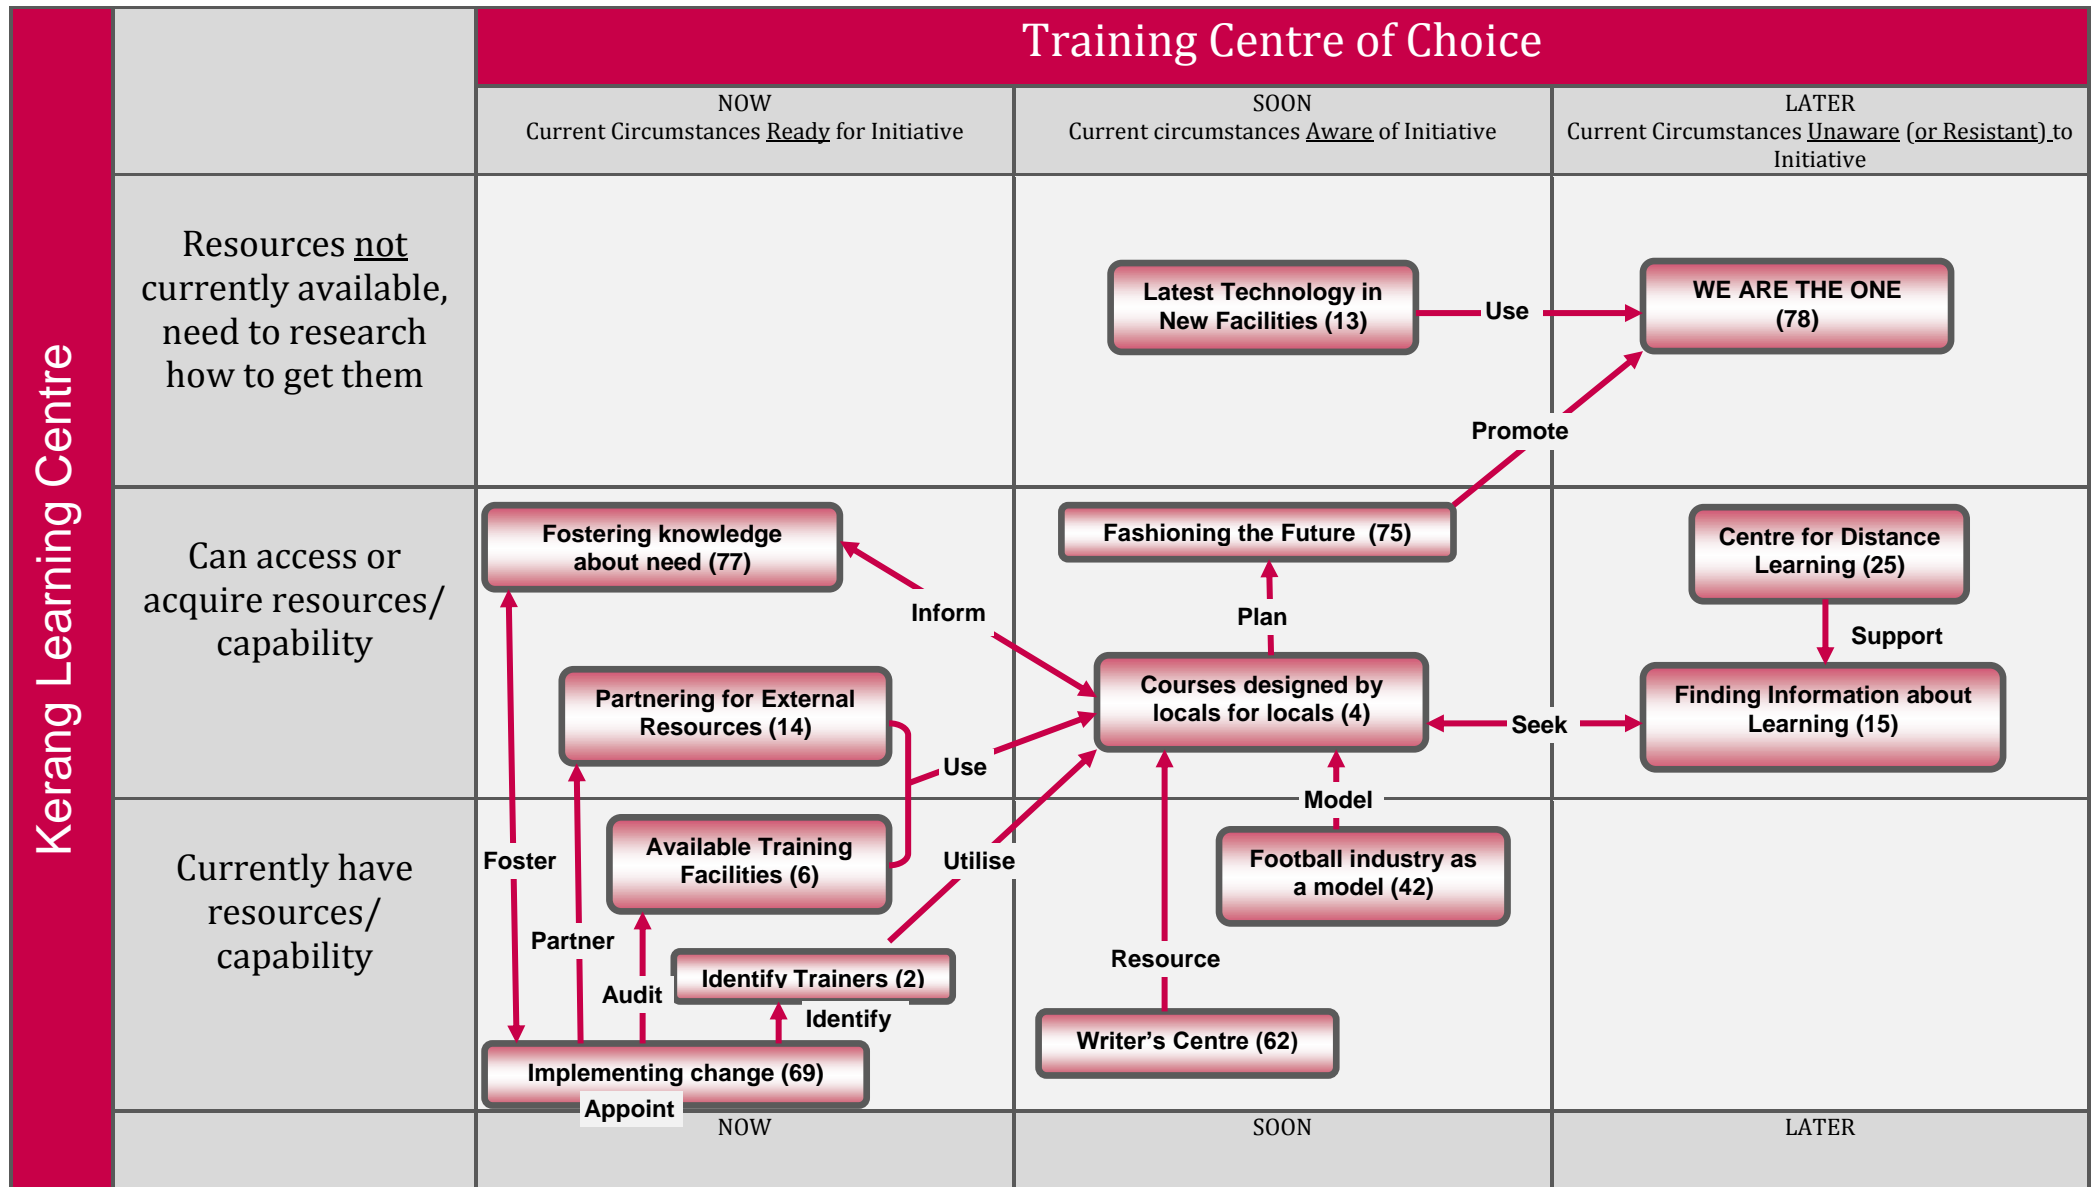 Training Centre of Choice
Kerang Learning Centre
NOW
Current Circumstances Ready for Initiative
SOON
Current circumstances Aware of Initiative
LATER
Current Circumstances Unaware (or Resistant) to
Initiative
Resources not
currently available,
need to research
how to get them
Latest Technology in
New Facilities (13)
Use
WE ARE THE ONE
(78)
Promote
Can access or
acquire resources/
capability
Fostering knowledge
about need (77)
Inform
Fashioning the Future (75)
Plan
Centre for Distance
Learning (25)
Support
Partnering for External
Resources (14)
Use
Courses designed by
locals for locals (4)
Seek
Finding Information about
Learning (15)
Model
Currently have
resources/
capability
Foster
Available Training
Facilities (6)
Utilise
Football industry as
a model (42)
Partner
Audit
Identify Trainers (2)
Identify
Resource
Writer’s Centre (62)
Implementing change (69)
Appoint
NOW
SOON
LATER